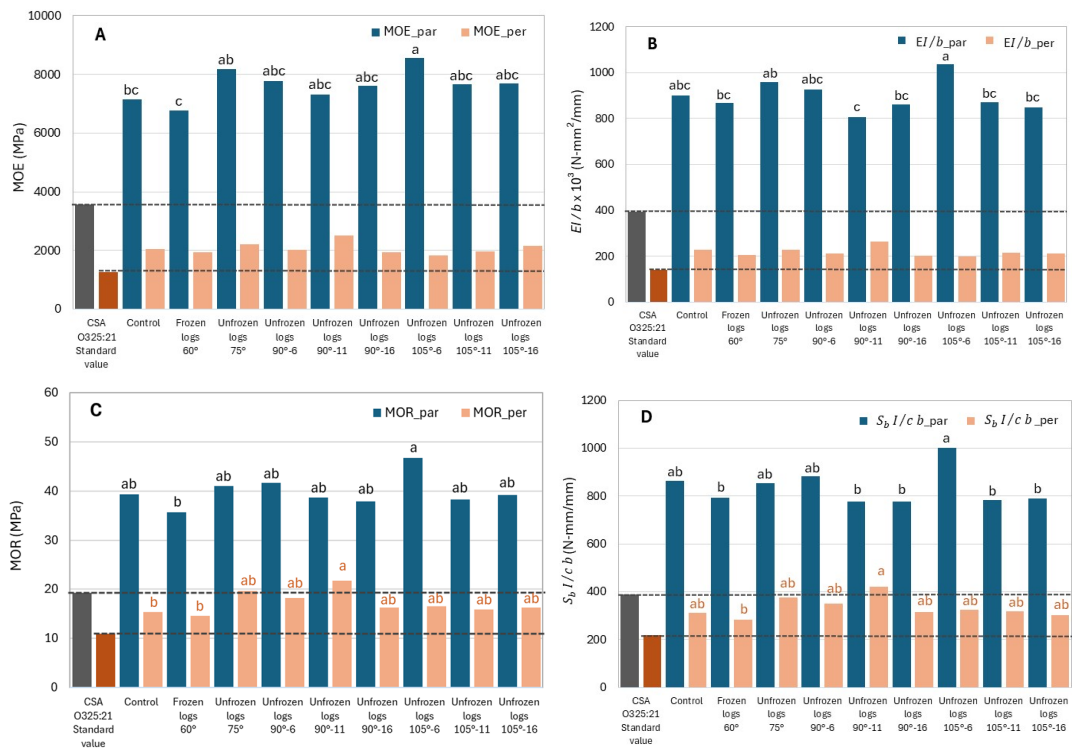 A
MOE_par MOE_per
MOE (MPa)
10000
8000
6000
4000
2000
0
bc c ab abc abc abc a abc abc
CSA O325:21 Standard value
Control
Frozen logs 60°
Unfrozen logs 75°
Unfrozen logs 90°-6
Unfrozen logs 90°-11
Unfrozen logs 90°-16
Unfrozen logs 105°-6
Unfrozen logs 105°-11
Unfrozen logs 105°-16
B
EI/b_par EI/b_per
EI/b x 10³ (N-mm²/mm)
1200
1000
800
600
400
200
0
abc bc ab abc c bc a bc bc
CSA O325:21 Standard value
Control
Frozen logs 60°
Unfrozen logs 75°
Unfrozen logs 90°-6
Unfrozen logs 90°-11
Unfrozen logs 90°-16
Unfrozen logs 105°-6
Unfrozen logs 105°-11
Unfrozen logs 105°-16
C
MOR_par MOR_per
MOR (MPa)
60
50
40
30
20
10
0
ab b ab ab ab ab a ab ab
b b ab ab a ab ab ab ab
CSA O325:21 Standard value
Control
Frozen logs 60°
Unfrozen logs 75°
Unfrozen logs 90°-6
Unfrozen logs 90°-11
Unfrozen logs 90°-16
Unfrozen logs 105°-6
Unfrozen logs 105°-11
Unfrozen logs 105°-16
D
S_b I/c b_par S_b I/c b_per
S_b I/c b (N-mm/mm)
1200
1000
800
600
400
200
0
ab b ab ab b b a b b
ab b ab ab a ab ab ab ab
CSA O325:21 Standard value
Control
Frozen logs 60°
Unfrozen logs 75°
Unfrozen logs 90°-6
Unfrozen logs 90°-11
Unfrozen logs 90°-16
Unfrozen logs 105°-6
Unfrozen logs 105°-11
Unfrozen logs 105°-16